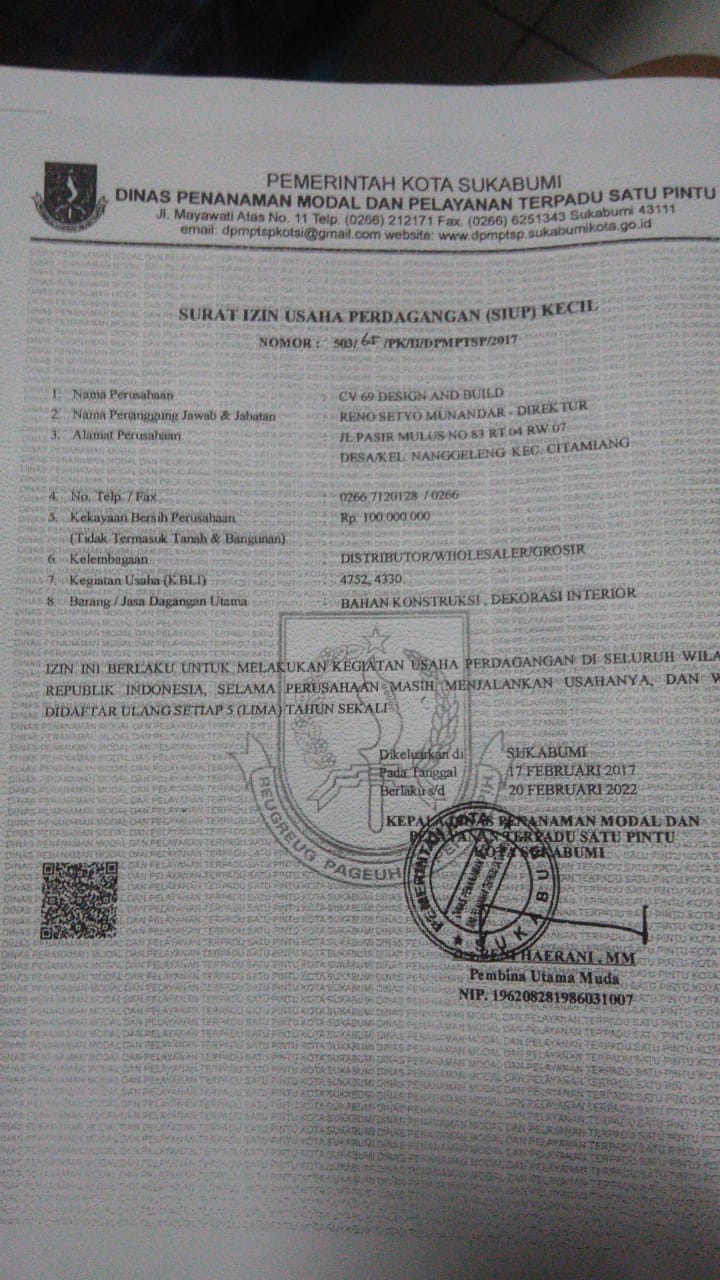 PEMERINTAH KOTA SUKABUMI
DINAS PENANAMAN MODAL DAN PELAYANAN TERPADU SATU PINTU
Jl. Mayawati Atas No. 11 Telp. (0266) 212171 Fax. (0266) 6251343 Sukabumi 43111
email: dpmptspkotsi@gmail.com website: www.dpmptsp.sukabumikota.go.id
SURAT IZIN USAHA PERDAGANGAN (SIUP) KECIL
NOMOR : 503/ 65 /PK/II/DPMPTSP/2017
1. Nama Perusahaan : CV 69 DESIGN AND BUILD
2. Nama Penanggung Jawab & Jabatan : RENO SETYO MUNANDAR - DIREKTUR
3. Alamat Perusahaan : JL PASIR MULUS NO 83 RT 04 RW 07
DESA/KEL. NANGGELENG KEC. CITAMIANG
4. No. Telp. / Fax : 0266 7120128 / 0266
5. Kekayaan Bersih Perusahaan : Rp. 100.000.000
(Tidak Termasuk Tanah & Bangunan)
6. Kelembagaan : DISTRIBUTOR/WHOLESALER/GROSIR
7. Kegiatan Usaha (KBLI) : 4752, 4330.
8. Barang / Jasa Dagangan Utama : BAHAN KONSTRUKSI , DEKORASI INTERIOR
IZIN INI BERLAKU UNTUK MELAKUKAN KEGIATAN USAHA PERDAGANGAN DI SELURUH WILA
REPUBLIK INDONESIA, SELAMA PERUSAHAAN MASIH MENJALANKAN USAHANYA, DAN W
DIDAFTAR ULANG SETIAP 5 (LIMA) TAHUN SEKALI
REUGREUG PAGEUH
Dikeluarkan di SUKABUMI
Pada Tanggal 17 FEBRUARI 2017
Berlaku s/d 20 FEBRUARI 2022
KEPALA DINAS PENANAMAN MODAL DAN
PELAYANAN TERPADU SATU PINTU
KOTA SUKABUMI
PEMERINTAH KOTA
SUKABUMI
HAERANI , MM
Pembina Utama Muda
NIP. 196208281986031007